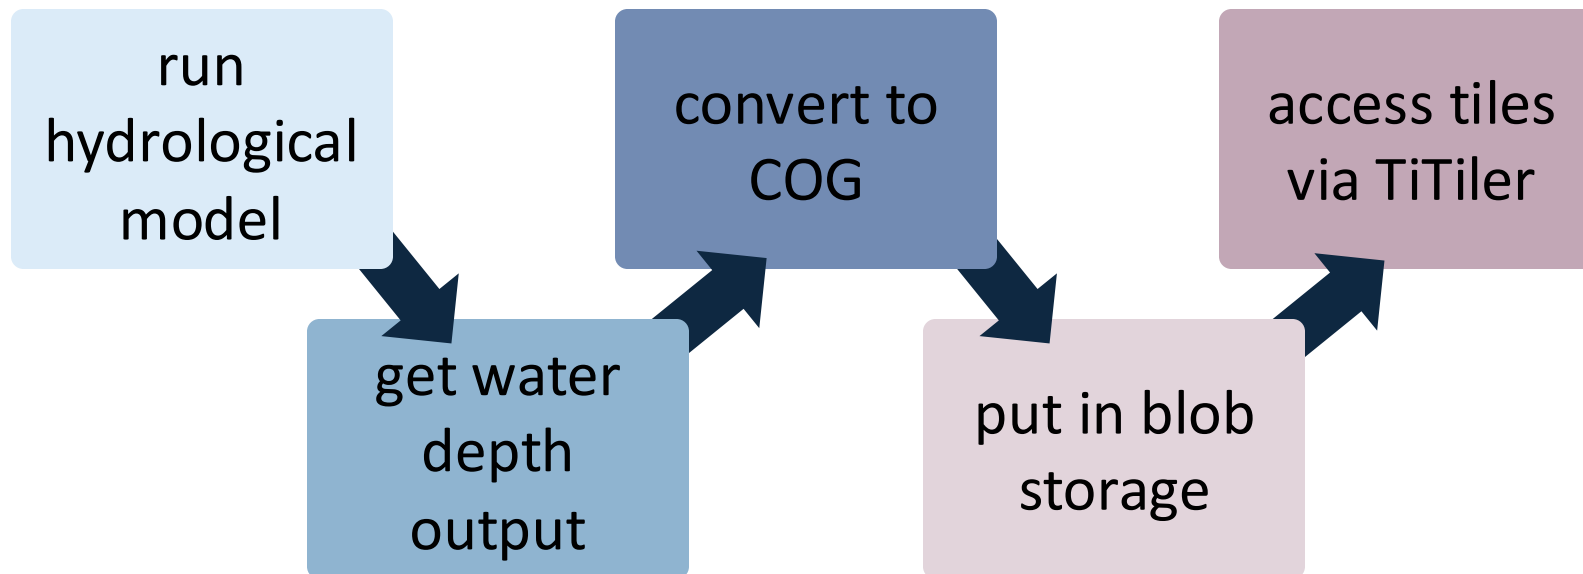 run
hydrological
model
get water
depth
output
convert to
COG
put in blob
storage
access tiles
via TiTiler